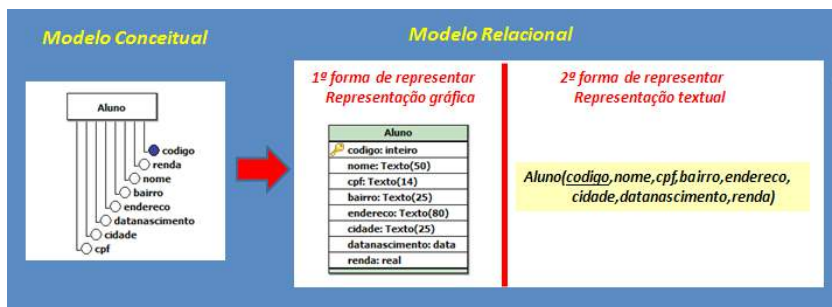 Modelo Conceitual
Modelo Relacional
Aluno
codigo
renda
nome
bairro
endereco
datanascimento
cidade
cpf
1º forma de representar
Representação gráfica
Aluno
codigo: inteiro
nome: Texto(50)
cpf: Texto(14)
bairro: Texto(25)
endereco: Texto(80)
cidade: Texto(25)
datanascimento: data
renda: real
2º forma de representar
Representação textual
Aluno(codigo,nome,cpf,bairro,endereco,
cidade,datanascimento,renda)